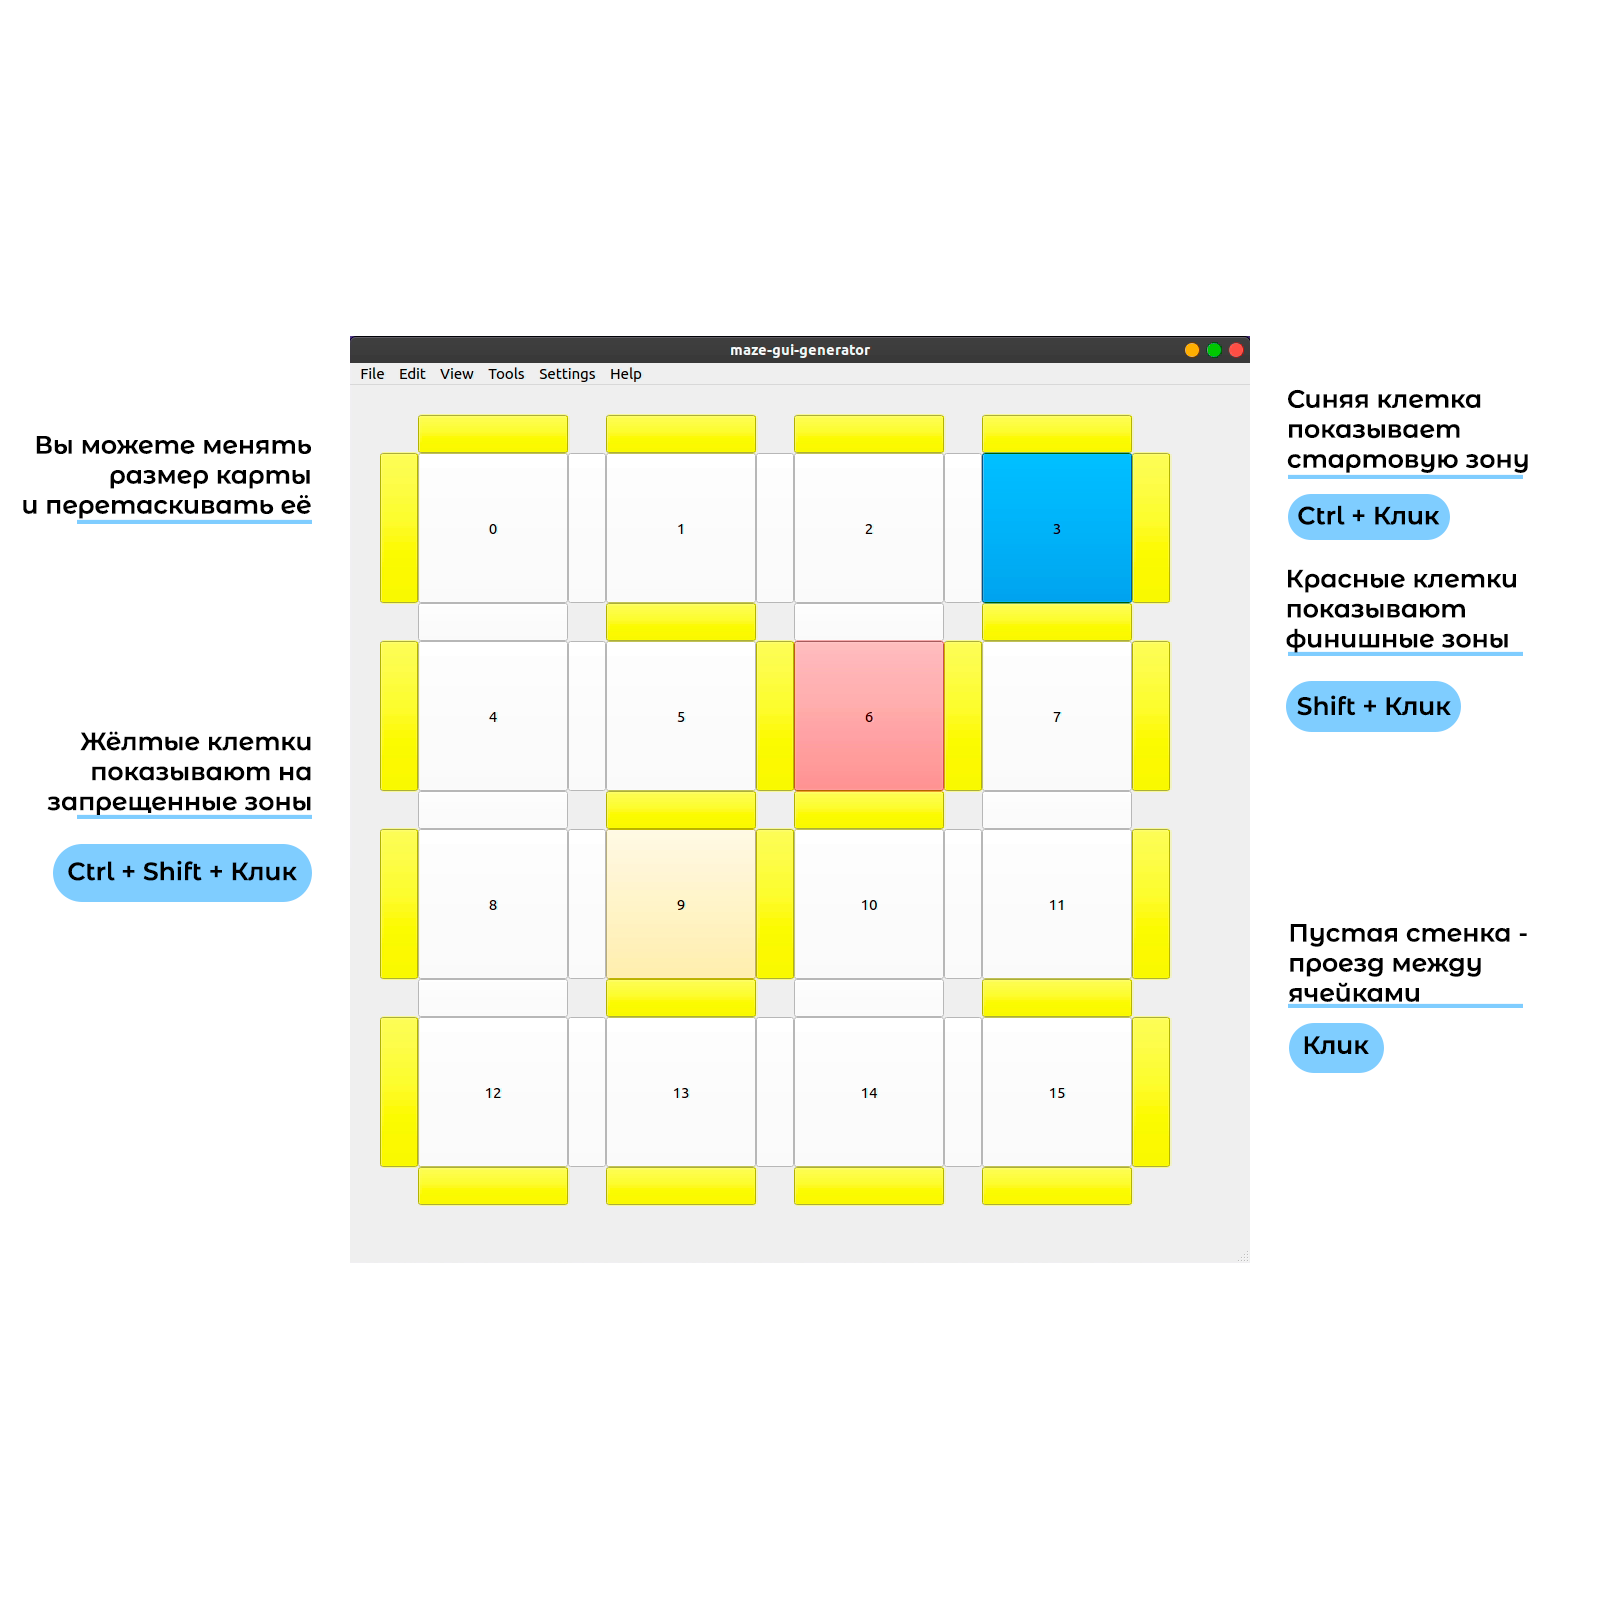 maze-gui-generator
File Edit View Tools Settings Help
Вы можете менять
размер карты
и перетаскивать её
Жёлтые клетки
показывают на
запрещенные зоны
Ctrl + Shift + Клик
0 1 2 3
4 5 6 7
8 9 10 11
12 13 14 15
Синяя клетка
показывает
стартовую зону
Ctrl + Клик
Красные клетки
показывают
финишные зоны
Shift + Клик
Пустая стенка -
проезд между
ячейками
Клик